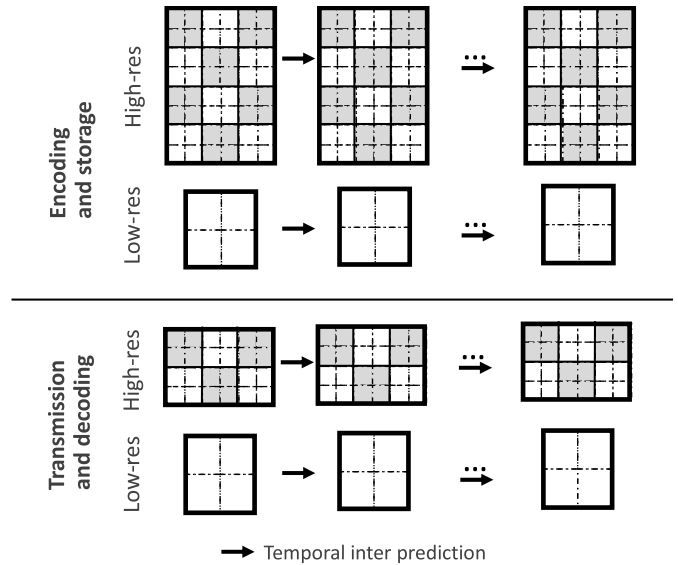 Encoding
and storage
High-res
...
Low-res
...
Transmission
and decoding
High-res
...
Low-res
...
Temporal inter prediction